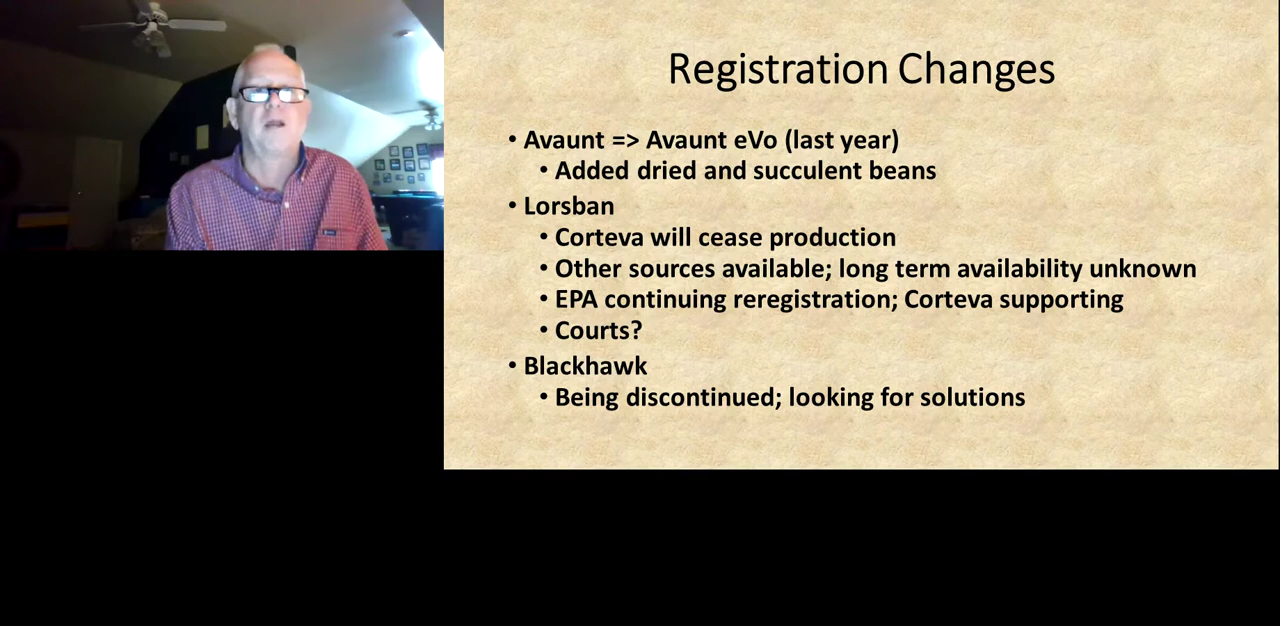 Registration Changes
• Avaunt => Avaunt eVo (last year)
• Added dried and succulent beans
• Lorsban
• Corteva will cease production
• Other sources available; long term availability unknown
• EPA continuing reregistration; Corteva supporting
• Courts?
• Blackhawk
• Being discontinued; looking for solutions